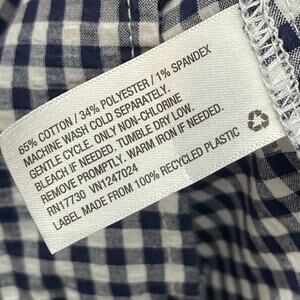 65% COTTON / 34% POLYESTER / 1% SPANDEX
MACHINE WASH COLD SEPARATELY.
GENTLE CYCLE. ONLY NON-CHLORINE
BLEACH IF NEEDED. TUMBLE DRY LOW.
REMOVE PROMPTLY. WARM IRON IF NEEDED.
RN17730 VN1247024
LABEL MADE FROM 100% RECYCLED PLASTIC